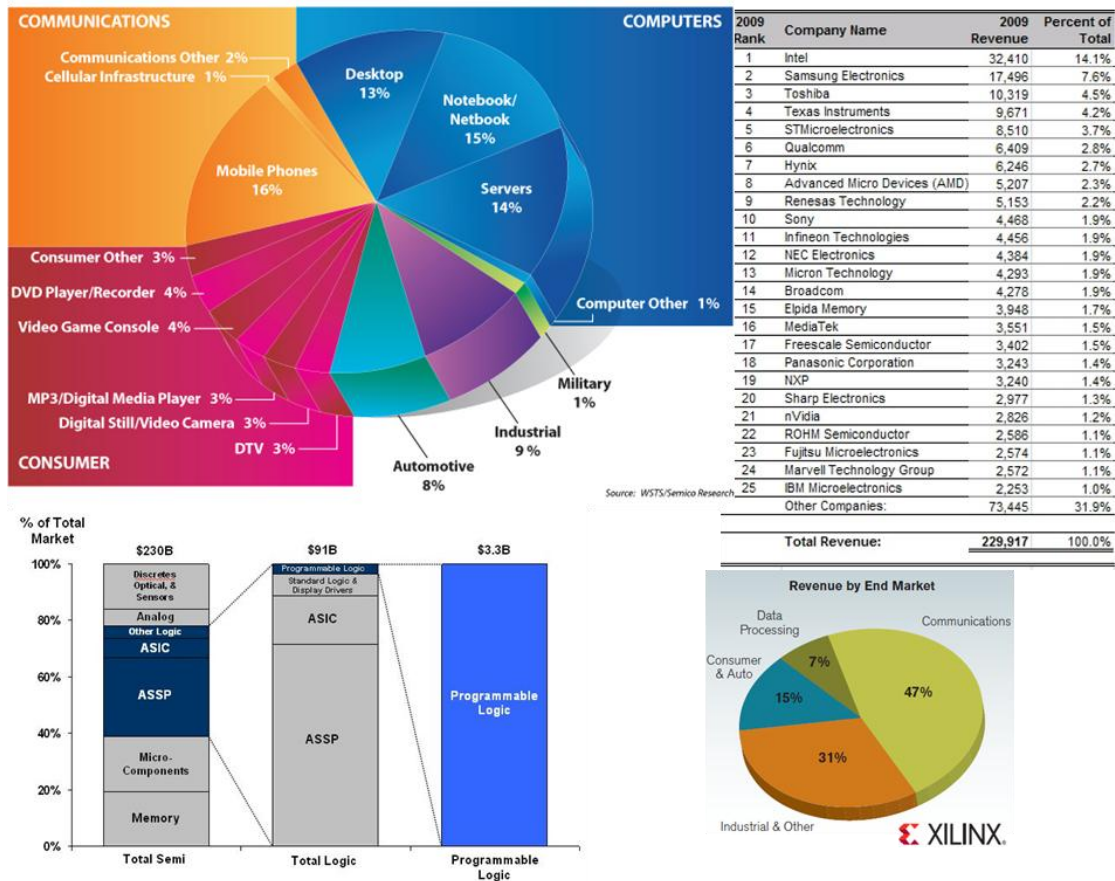 COMMUNICATIONS
COMPUTERS
Communications Other 2%
Cellular Infrastructure 1%
Desktop
13%
Notebook/
Netbook
15%
Mobile Phones
16%
Servers
14%
Consumer Other 3%
DVD Player/Recorder 4%
Video Game Console 4%
Computer Other 1%
MP3/Digital Media Player 3%
Digital Still/Video Camera 3%
DTV 3%
Military
1%
Industrial
9%
Automotive
8%
CONSUMER
Source: WSTS/Semico Research
2009 Rank Company Name 2009 Revenue Percent of Total
1 Intel 32,410 14.1%
2 Samsung Electronics 17,496 7.6%
3 Toshiba 10,319 4.5%
4 Texas Instruments 9,671 4.2%
5 STMicroelectronics 8,510 3.7%
6 Qualcomm 6,409 2.8%
7 Hynix 6,246 2.7%
8 Advanced Micro Devices (AMD) 5,207 2.3%
9 Renesas Technology 5,153 2.2%
10 Sony 4,468 1.9%
11 Infineon Technologies 4,456 1.9%
12 NEC Electronics 4,384 1.9%
13 Micron Technology 4,293 1.9%
14 Broadcom 4,278 1.9%
15 Elpida Memory 3,948 1.7%
16 MediaTek 3,551 1.5%
17 Freescale Semiconductor 3,402 1.5%
18 Panasonic Corporation 3,243 1.4%
19 NXP 3,240 1.4%
20 Sharp Electronics 2,977 1.3%
21 nVidia 2,826 1.2%
22 ROHM Semiconductor 2,586 1.1%
23 Fujitsu Microelectronics 2,574 1.1%
24 Marvell Technology Group 2,572 1.1%
25 IBM Microelectronics 2,253 1.0%
Other Companies: 73,445 31.9%
Total Revenue: 229,917 100.0%
% of Total
Market
$230B $91B $3.3B
100%
80%
60%
40%
20%
0%
Discretes
Optical, &
Sensors
Analog
Other Logic
ASIC
ASSP
Micro-
Components
Memory
Total Semi
Programmable Logic
Standard Logic &
Display Drivers
ASIC
ASSP
Total Logic
Programmable
Logic
Programmable
Logic
Revenue by End Market
Data
Processing
7%
Communications
47%
Consumer
& Auto
15%
31%
Industrial & Other
XILINX®